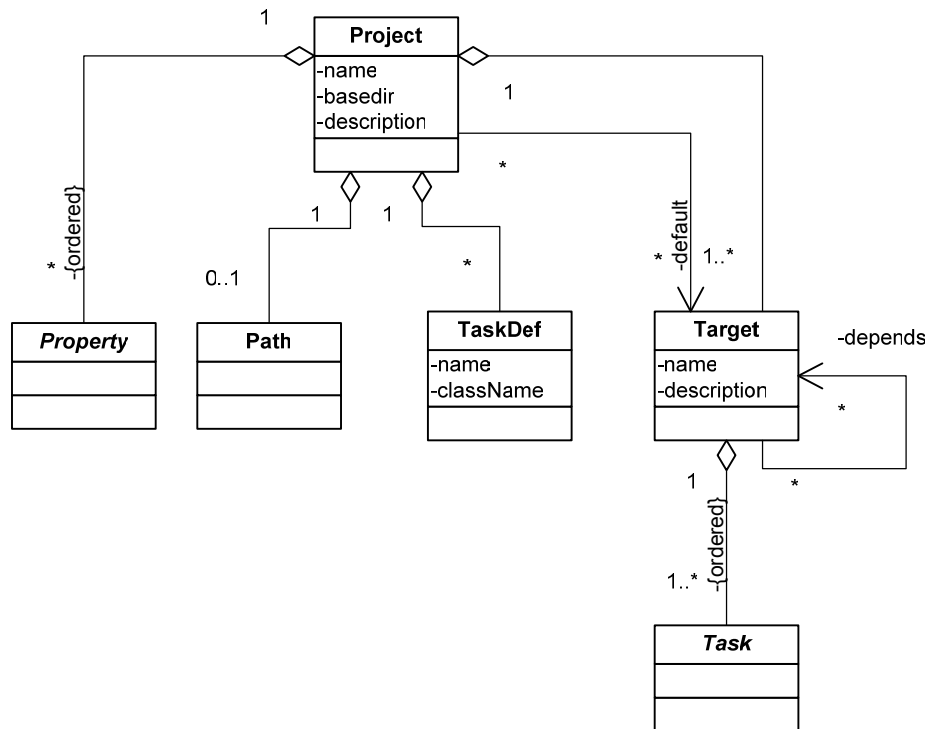 1
Project
-name
-basedir
-description
1
*
1
1
*
-{ordered}
0..1
*
*
-default
1..*
Property
Path
TaskDef
-name
-className
Target
-name
-description
-depends
*
*
1
-{ordered}
1..*
Task